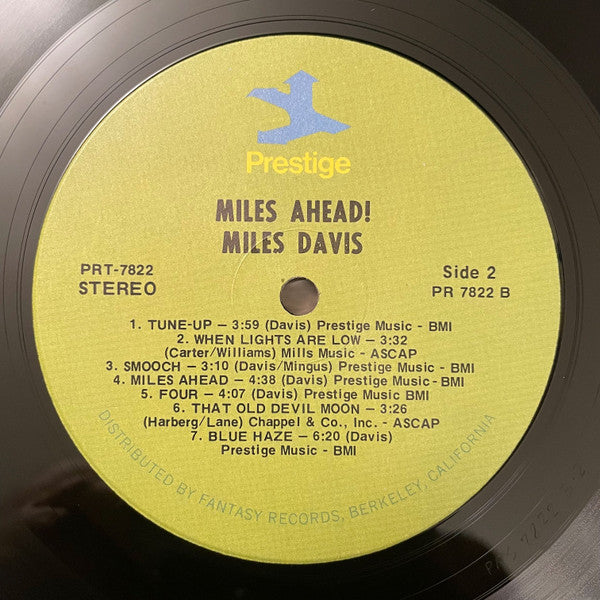 Prestige
MILES AHEAD!
MILES DAVIS
PRT-7822
STEREO
Side 2
PR 7822 B
1. TUNE-UP – 3:59 (Davis) Prestige Music - BMI
2. WHEN LIGHTS ARE LOW – 3:32
(Carter/Williams) Mills Music - ASCAP
3. SMOOCH – 3:10 (Davis/Mingus) Prestige Music - BMI
4. MILES AHEAD – 4:38 (Davis) Prestige Music - BMI
5. FOUR – 4:07 (Davis) Prestige Music BMI
6. THAT OLD DEVIL MOON – 3:26
(Harberg/Lane) Chappel & Co., Inc. - ASCAP
7. BLUE HAZE – 6:20 (Davis)
Prestige Music - BMI
DISTRIBUTED BY FANTASY RECORDS, BERKELEY, CALIFORNIA